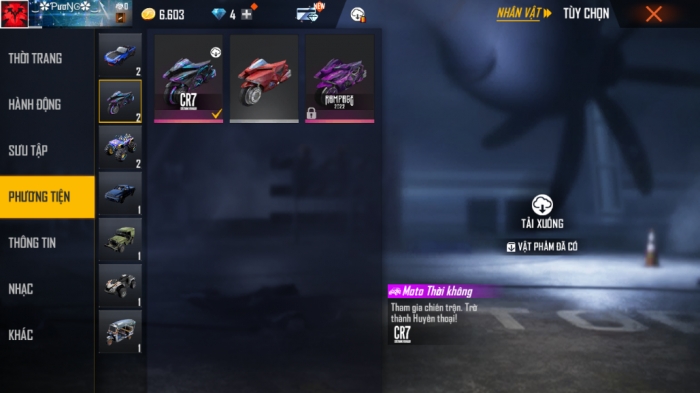 ✲PwoNG✲
6.603
4
NEW
NHÂN VẬT
TÙY CHỌN
THỜI TRANG
HÀNH ĐỘNG
SƯU TẬP
PHƯƠNG TIỆN
THÔNG TIN
NHẠC
KHÁC
2
2
2
1
1
1
1
CR7
RAMPAGE
TẢI XUỐNG
VẬT PHẨM ĐÃ CÓ
Moto Thời không
Tham gia chiến trận. Trở
thành Huyền thoại!
CR7